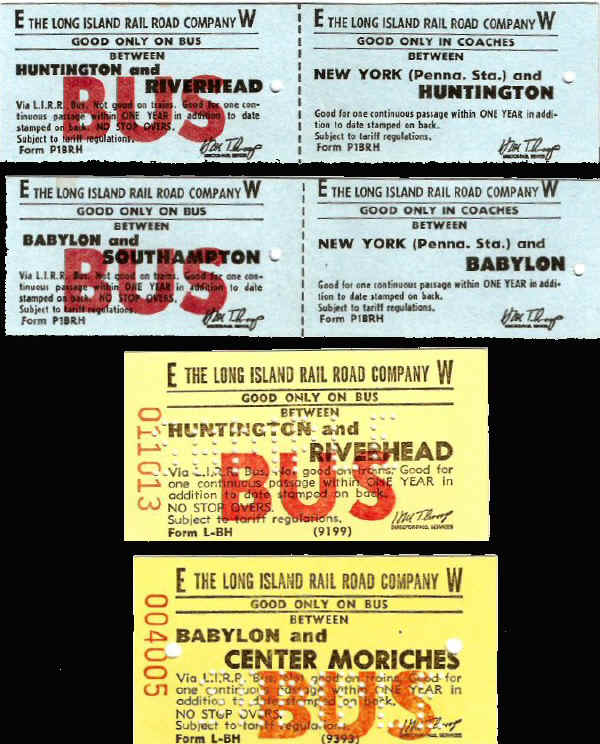 E THE LONG ISLAND RAIL ROAD COMPANY W
GOOD ONLY ON BUS
BETWEEN
HUNTINGTON and
RIVERHEAD
Via L.I.R.R. Bus. Not good on trains. Good for one con-
tinuous passage within ONE YEAR in addition to date
stamped on back. NO STOP OVERS.
Subject to tariff regulations.
Form P1BRH
BUS
E THE LONG ISLAND RAIL ROAD COMPANY W
GOOD ONLY IN COACHES
BETWEEN
NEW YORK (Penna. Sta.) and
HUNTINGTON
Good for one continuous passage within ONE YEAR in addi-
tion to date stamped on back.
Subject to tariff regulations.
Form P1BRH
E THE LONG ISLAND RAIL ROAD COMPANY W
GOOD ONLY ON BUS
BETWEEN
BABYLON and
SOUTHAMPTON
Via L.I.R.R. Bus. Not good on trains. Good for one con-
tinuous passage within ONE YEAR in addition to date
stamped on back. NO STOP OVERS.
Subject to tariff regulations.
Form P1BRH
BUS
E THE LONG ISLAND RAIL ROAD COMPANY W
GOOD ONLY IN COACHES
BETWEEN
NEW YORK (Penna. Sta.) and
BABYLON
Good for one continuous passage within ONE YEAR in addi-
tion to date stamped on back.
Subject to tariff regulations.
Form P1BRH
011013
E THE LONG ISLAND RAIL ROAD COMPANY W
GOOD ONLY ON BUS
BETWEEN
HUNTINGTON and
RIVERHEAD
Via L.I.R.R. Bus. Not good on trains. Good for
one continuous passage within ONE YEAR in
addition to date stamped on back.
NO STOP OVERS.
Subject to tariff regulations.
DIRECTOR-PASS. SERVICES
Form L-BH (9199)
BUS
004005
E THE LONG ISLAND RAIL ROAD COMPANY W
GOOD ONLY ON BUS
BETWEEN
BABYLON and
CENTER MORICHES
Via L.I.R.R. Bus. Not good on trains. Good for
one continuous passage within ONE YEAR in
addition to date stamped on back.
NO STOP OVERS.
Subject to tariff regulations.
Form L-BH (9393)
BUS